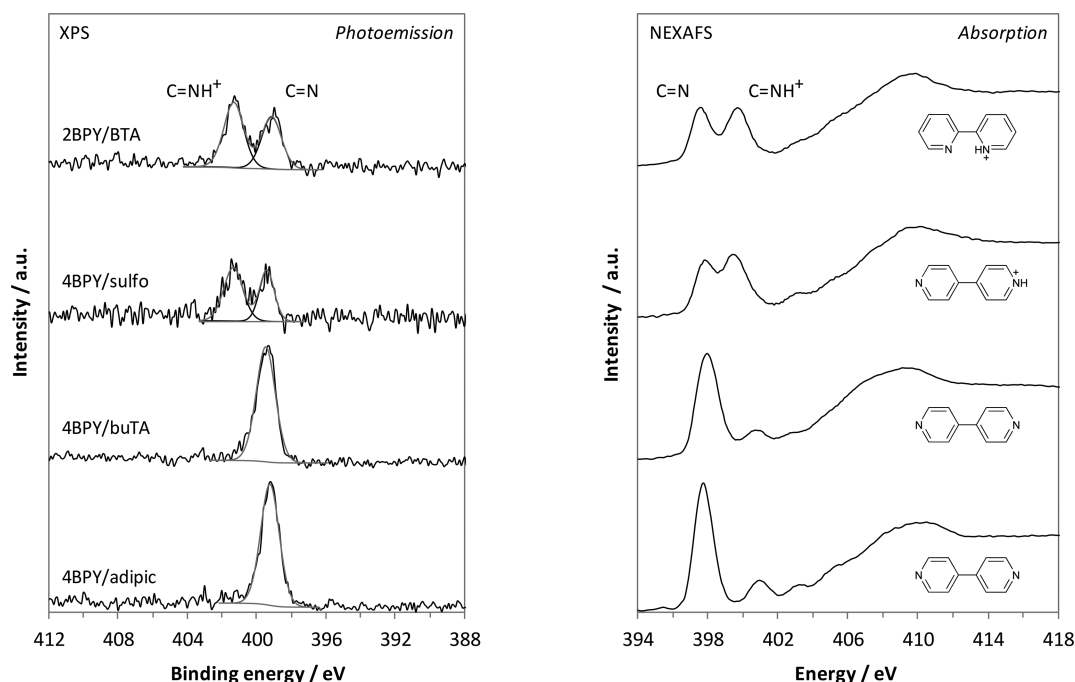 XPS
Photoemission
C=NH+
C=N
2BPY/BTA
4BPY/sulfo
4BPY/buTA
4BPY/adipic
Intensity / a.u.
412 408 404 400 396 392 388
Binding energy / eV
NEXAFS
Absorption
C=N
C=NH+
N
HN
+
N
+
NH
N
N
N
N
Intensity / a.u.
394 398 402 406 410 414 418
Energy / eV